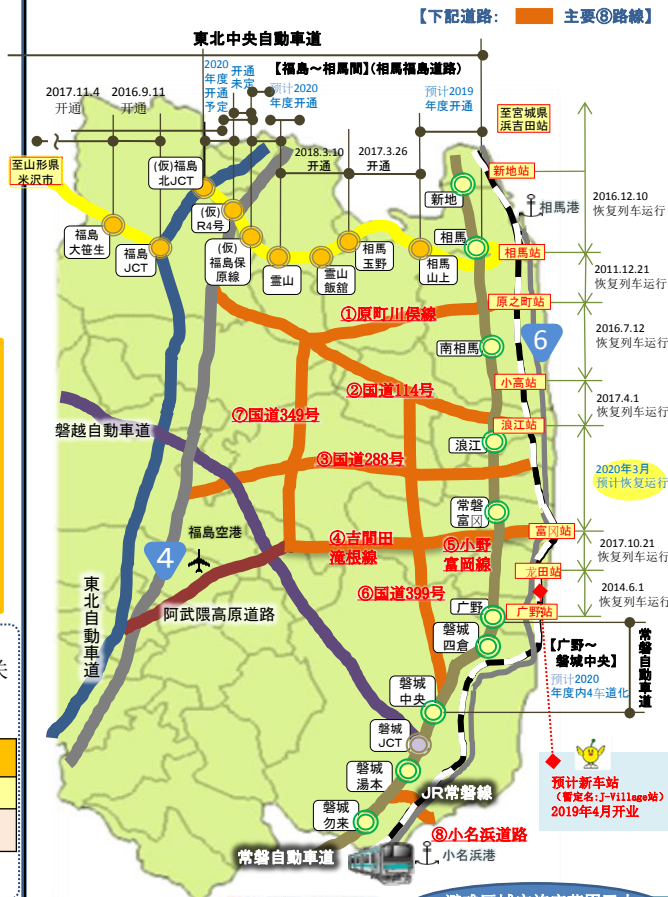 【下記道路: 主要⑧路線】
東北中央自動車道
【福島～相馬間】(相馬福島道路)
2017.11.4
开通
2016.9.11
开通
2020
年度
開通
予定
开通
未定
预计2020
年度开通
预计2019
年度开通
2018.3.10
开通
2017.3.26
开通
至宮城県
浜吉田站
至山形県
米沢市
(仮)福島
北JCT
(仮)
R4号
(仮)
福島保
原線
福島
大笹生
福島
JCT
霊山
霊山
飯舘
相馬
玉野
相馬
山上
新地
相馬
新地站
相馬港
相馬站
原之町站
小高站
浪江站
富冈站
龙田站
广野站
2016.12.10
恢复列车运行
2011.12.21
恢复列车运行
2016.7.12
恢复列车运行
2017.4.1
恢复列车运行
2020年3月
预计恢复运行
2017.10.21
恢复列车运行
2014.6.1
恢复列车运行
①原町川俣線
南相馬
6
②国道114号
⑦国道349号
磐越自動車道
浪江
③国道288号
常磐
富冈
福島空港
4
④吉間田
滝根線
⑤小野
富岡線
⑥国道399号
阿武隈高原道路
東北自動車道
广野
磐城
四倉
【广野～
磐城中央】
预计2020
年度内4车道化
常磐自動車道
磐城
中央
磐城
JCT
磐城
湯本
磐城
勿来
JR常磐線
⑧小名浜道路
常磐自動車道
小名浜港
预计新车站
(暂定名:J-Village站)
2019年4月开业